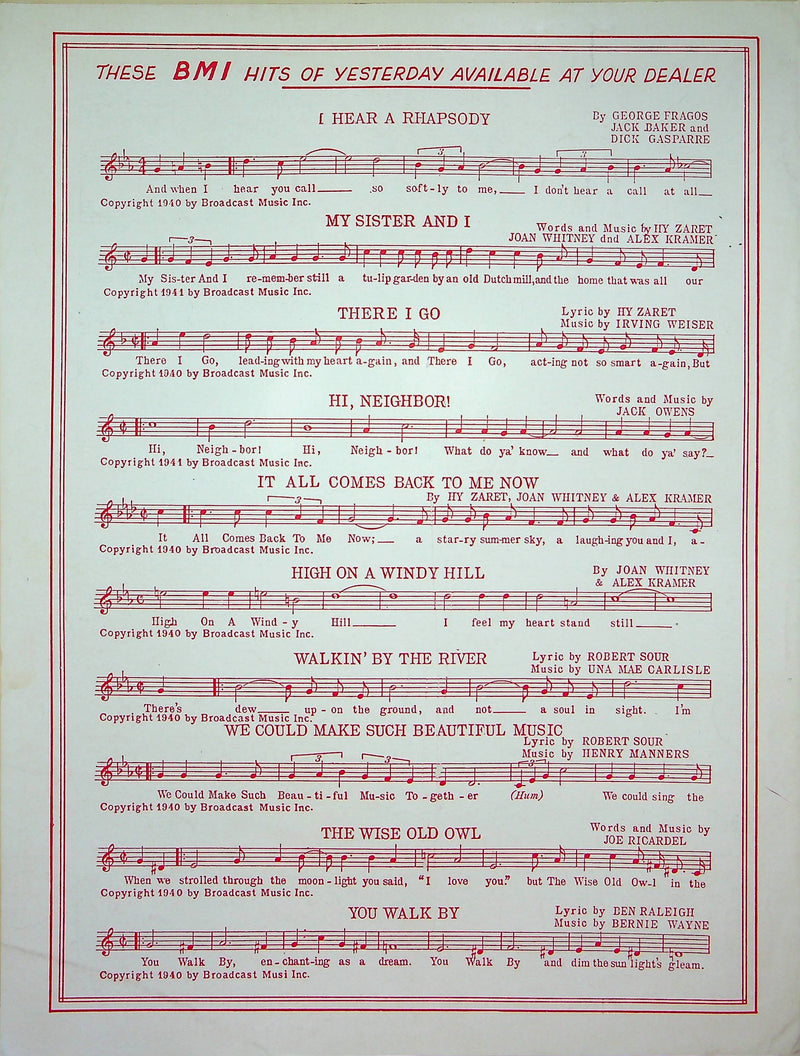 THESE BMI HITS OF YESTERDAY AVAILABLE AT YOUR DEALER
I HEAR A RHAPSODY
By GEORGE FRAGOS
JACK BAKER and
DICK GASPARRE
3 3
And when I hear you call____ so soft-ly to me,____ I don't hear a call at all__
Copyright 1940 by Broadcast Music Inc.
MY SISTER AND I
Words and Music by HY ZARET
JOAN WHITNEY dnd ALEX KRAMER
3
My Sis-ter And I re-mem-ber still a tu-lip gar-den by an old Dutch mill, and the home that was all our
Copyright 1941 by Broadcast Music Inc.
THERE I GO
Lyric by HY ZARET
Music by IRVING WEISER
There I Go, lead-ing with my heart a-gain, and There I Go, act-ing not so smart a-gain, But
Copyright 1940 by Broadcast Music Inc.
HI, NEIGHBOR!
Words and Music by
JACK OWENS
Hi, Neigh-bor! Hi, Neigh-bor! What do ya' know__ and what do ya' say?_
Copyright 1941 by Broadcast Music Inc.
IT ALL COMES BACK TO ME NOW
By HY ZARET, JOAN WHITNEY & ALEX KRAMER
3
It All Comes Back To Me Now;__ a star-ry sum-mer sky, a laugh-ing you and I, a-
Copyright 1940 by Broadcast Music Inc.
HIGH ON A WINDY HILL
By JOAN WHITNEY
& ALEX KRAMER
High On A Wind-y Hill____ I feel my heart stand still____
Copyright 1940 by Broadcast Music Inc.
WALKIN' BY THE RIVER
Lyric by ROBERT SOUR
Music by UNA MAE CARLISLE
There's dew____ up-on the ground, and not____ a soul in sight. I'm
Copyright 1940 by Broadcast Music Inc.
WE COULD MAKE SUCH BEAUTIFUL MUSIC
Lyric by ROBERT SOUR
Music by HENRY MANNERS
3 3 3
We Could Make Such Beau-ti-ful Mu-sic To-geth-er (Hum) We could sing the
Copyright 1940 by Broadcast Music Inc.
THE WISE OLD OWL
Words and Music by
JOE RICARDEL
When we strolled through the moon-light you said, "I love you." but The Wise Old Ow-l in the
Copyright 1940 by Broadcast Music Inc.
YOU WALK BY
Lyric by BEN RALEIGH
Music by BERNIE WAYNE
You Walk By, en-chant-ing as a dream. You Walk By and dim the sun light's gleam.
Copyright 1940 by Broadcast Musi Inc.